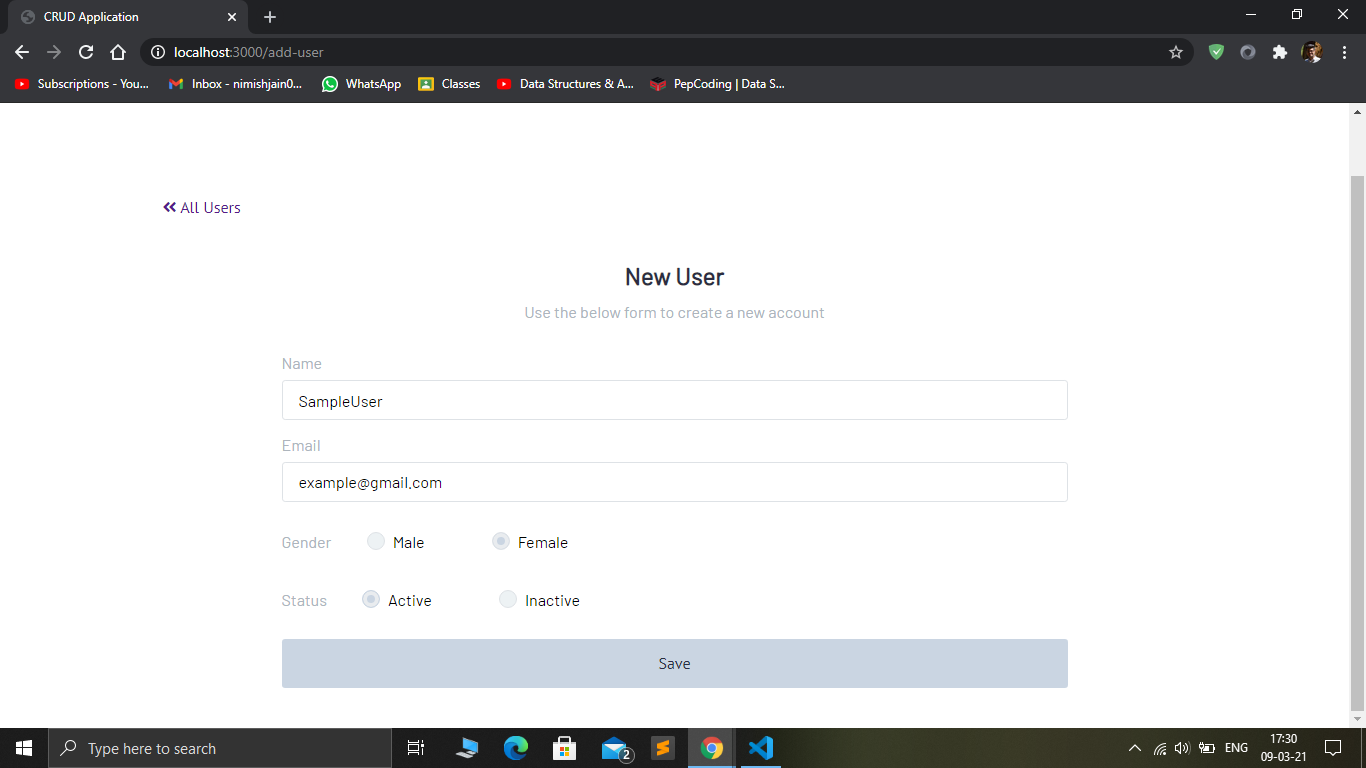 CRUD Application
localhost:3000/add-user
Subscriptions - You... Inbox - nimishjain0... WhatsApp Classes Data Structures & A... PepCoding | Data S...
All Users
New User
Use the below form to create a new account
Name
SampleUser
Email
example@gmail.com
Gender Male Female
Status Active Inactive
Save
Type here to search
2
ENG
17:30
09-03-21